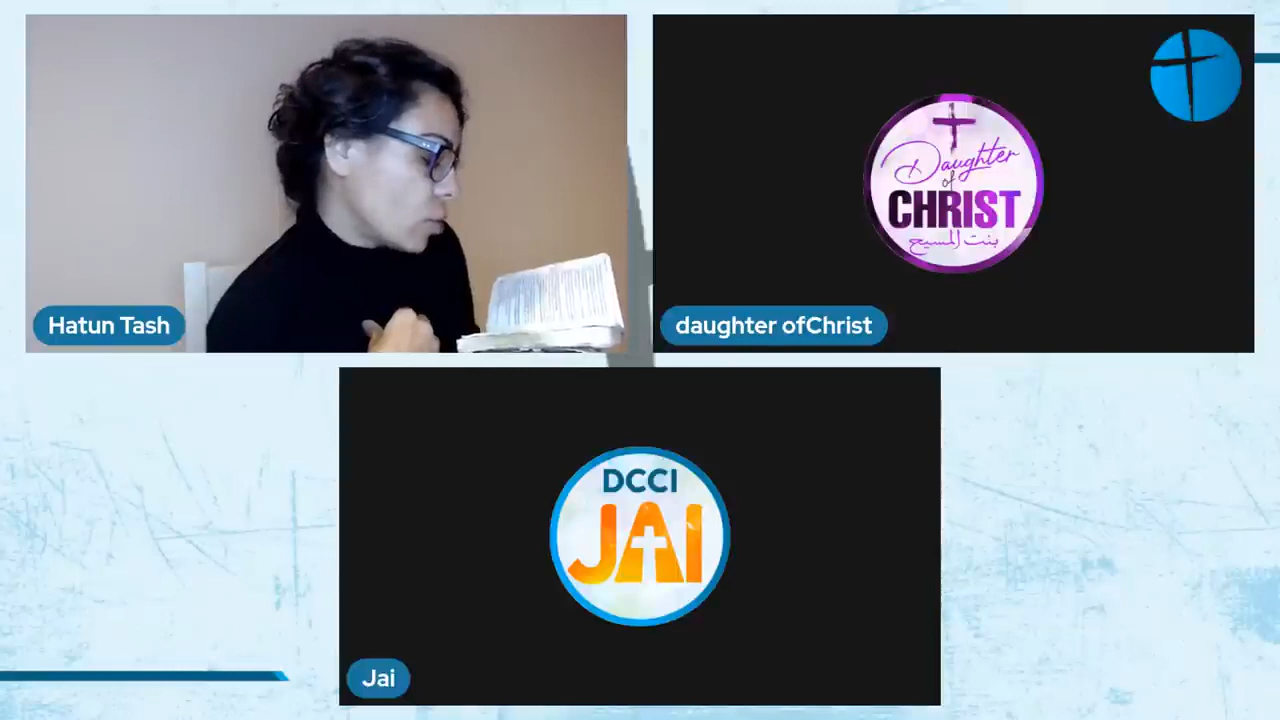 Hatun Tash
Daughter
of
CHRIST
بنت المسيح
daughter ofChrist
DCCI
JAI
Jai